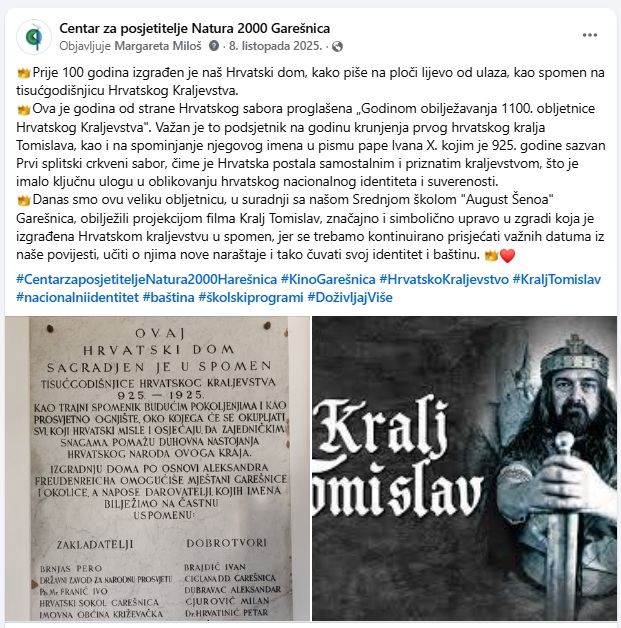 Centar za posjetitelje Natura 2000 Garešnica
Objavljuje Margareta Miloš · 8. listopada 2025. ·
Prije 100 godina izgrađen je naš Hrvatski dom, kako piše na ploči lijevo od ulaza, kao spomen na
tisućgodišnjicu Hrvatskog Kraljevstva.
Ova je godina od strane Hrvatskog sabora proglašena „Godinom obilježavanja 1100. obljetnice
Hrvatskog Kraljevstva". Važan je to podsjetnik na godinu krunjenja prvog hrvatskog kralja
Tomislava, kao i na spominjanje njegovog imena u pismu pape Ivana X. kojim je 925. godine sazvan
Prvi splitski crkveni sabor, čime je Hrvatska postala samostalnim i priznatim kraljevstvom, što je
imalo ključnu ulogu u oblikovanju hrvatskog nacionalnog identiteta i suverenosti.
Danas smo ovu veliku obljetnicu, u suradnji sa našom Srednjom školom "August Šenoa"
Garešnica, obilježili projekcijom filma Kralj Tomislav, značajno i simbolično upravo u zgradi koja je
izgrađena Hrvatskom kraljevstvu u spomen, jer se trebamo kontinuirano prisjećati važnih datuma iz
naše povijesti, učiti o njima nove naraštaje i tako čuvati svoj identitet i baštinu.
#CentarzaposjetiteljeNatura2000Harešnica #KinoGarešnica #HrvatskoKraljevstvo #KraljTomislav
#nacionalniidentitet #baština #školskiprogrami #DoživljajViše
OVAJ
HRVATSKI DOM
SAGRADJEN JE U SPOMEN
TISUĆGODIŠNJICE HRVATSKOG KRALJEVSTVA
925 — 1925.
KAO TRAJNI SPOMENIK BUDUĆIM POKOLJENJIMA I KAO
PROSVJETNO OGNJIŠTE, OKO KOJEGA ĆE SE OKUPLJATI,
SVI, KOJI HRVATSKI MISLE I OSJEĆAJU, DA ZAJEDNIČKIM
SNAGAMA POMAŽU DUHOVNA NASTOJANJA
HRVATSKOG NARODA OVOGA KRAJA.
IZGRADNJU DOMA PO OSNOVI ALEKSANDRA
FREUDENREICHA OMOGUĆIŠE MJEŠTANI GAREŠNICE
I OKOLICE, A NAPOSE DAROVATELJI, KOJIH IMENA
BILJEŽIMO NA ČASTNU
USPOMENU:
ZAKLADATELJI DOBROTVORI
BRNJAS PERO BRAJDIĆ IVAN
DRŽAVNI ZAVOD ZA NARODNU PROSVJETU CIGLANA DD GAREŠNICA
Ph. Mr. FRANIĆ IVO DUBRAVAC ALEKSANDAR
HRVATSKI SOKOL GAREŠNICA GJUROVIĆ MILAN
IMOVNA OBĆINA KRIŽEVAČKA Dr. HRVATINIĆ PETAR
Kralj
omislav